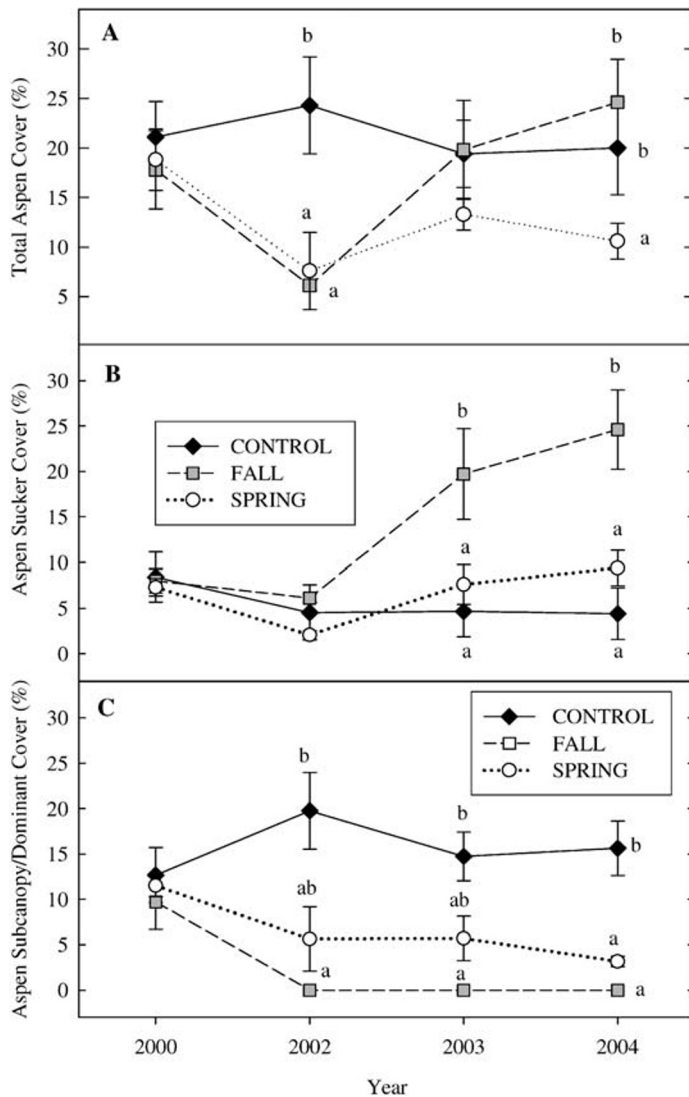 A
b
b
30
25
b
20
15
a
a
10
a
5
Total Aspen Cover (%)
B
b
30
b
25
CONTROL
20
FALL
15
SPRING
a
a
10
5
0
a
a
Aspen Sucker Cover (%)
C
30
CONTROL
25
FALL
b
SPRING
20
b
b
15
10
ab
ab
a
5
a
a
0
a
Aspen Subcanopy/Dominant Cover (%)
2000 2002 2003 2004
Year